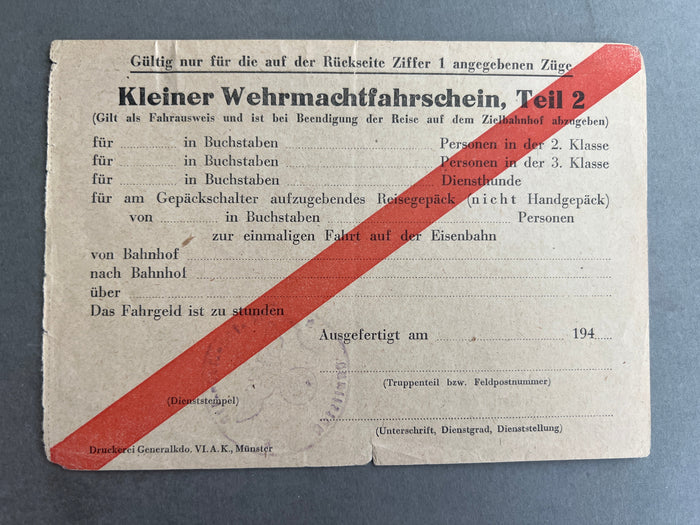 Gültig nur für die auf der Rückseite Ziffer 1 angegebenen Züge
Kleiner Wehrmachtfahrschein, Teil 2
(Gilt als Fahrausweis und ist bei Beendigung der Reise auf dem Zielbahnhof abzugeben)
für in Buchstaben Personen in der 2. Klasse
für in Buchstaben Personen in der 3. Klasse
für in Buchstaben Diensthunde
für am Gepäckschalter aufzugebendes Reisegepäck (nicht Handgepäck)
von in Buchstaben Personen
zur einmaligen Fahrt auf der Eisenbahn
von Bahnhof
nach Bahnhof
über
Das Fahrgeld ist zu stunden
Ausgefertigt am 194
(Truppenteil bzw. Feldpostnummer)
(Dienststempel)
(Unterschrift, Dienstgrad, Dienststellung)
Druckerei Generalkdo. VI. A. K., Münster